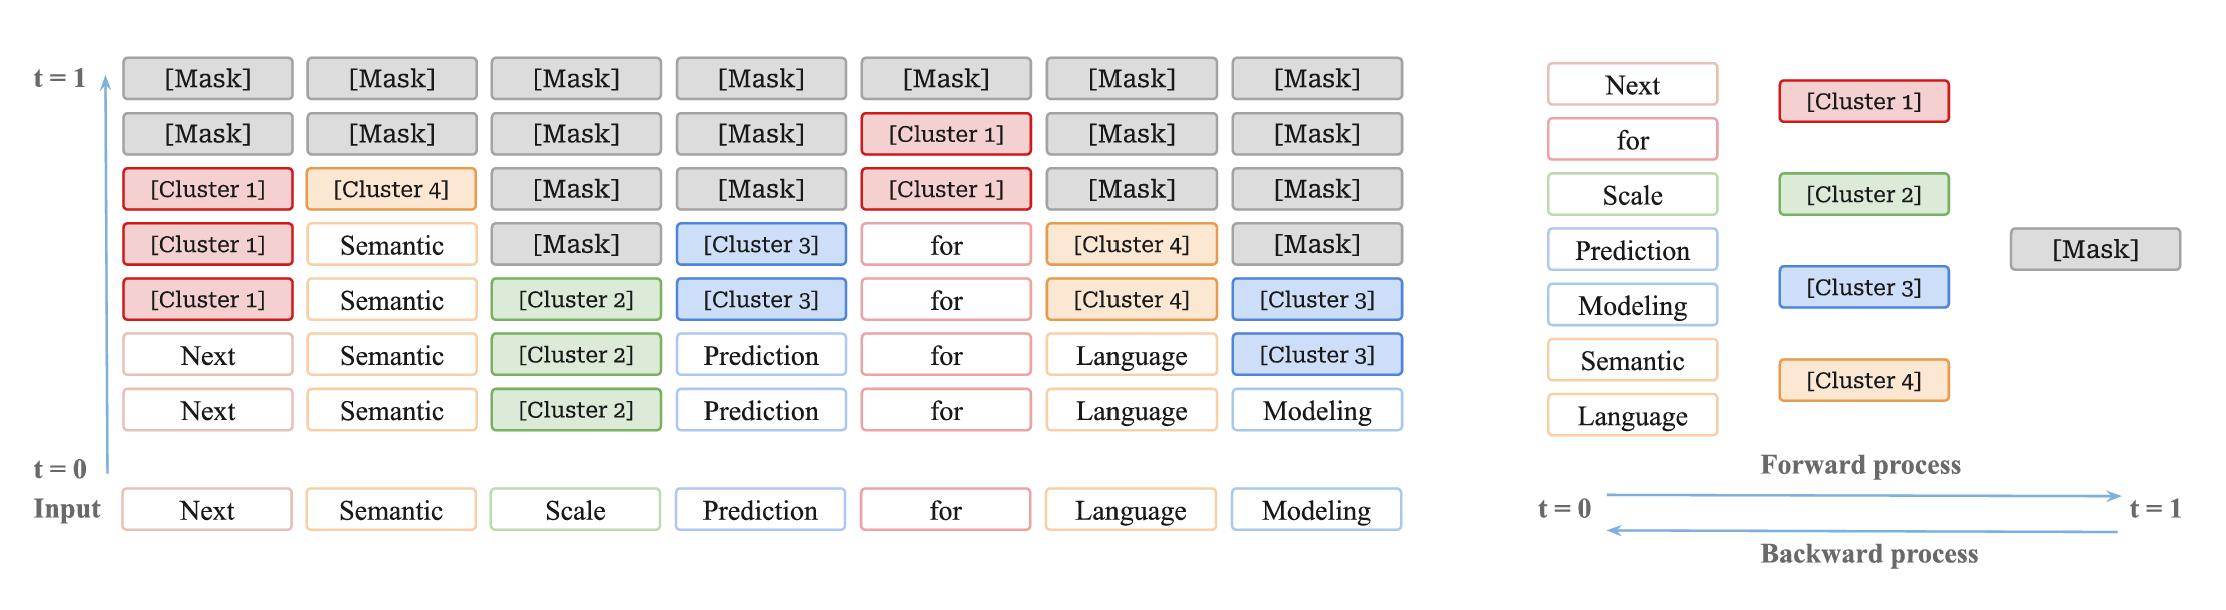 t = 1 [Mask] [Mask] [Mask] [Mask] [Mask] [Mask] [Mask]
[Mask] [Mask] [Mask] [Mask] [Cluster 1] [Mask] [Mask]
[Cluster 1] [Cluster 4] [Mask] [Mask] [Cluster 1] [Mask] [Mask]
[Cluster 1] Semantic [Mask] [Cluster 3] for [Cluster 4] [Mask]
[Cluster 1] Semantic [Cluster 2] [Cluster 3] for [Cluster 4] [Cluster 3]
Next Semantic [Cluster 2] Prediction for Language [Cluster 3]
Next Semantic [Cluster 2] Prediction for Language Modeling
t = 0
Input Next Semantic Scale Prediction for Language Modeling
Next
for
Scale
Prediction
Modeling
Semantic
Language
[Cluster 1]
[Cluster 2]
[Cluster 3]
[Cluster 4]
[Mask]
Forward process
t = 0 t = 1
Backward process